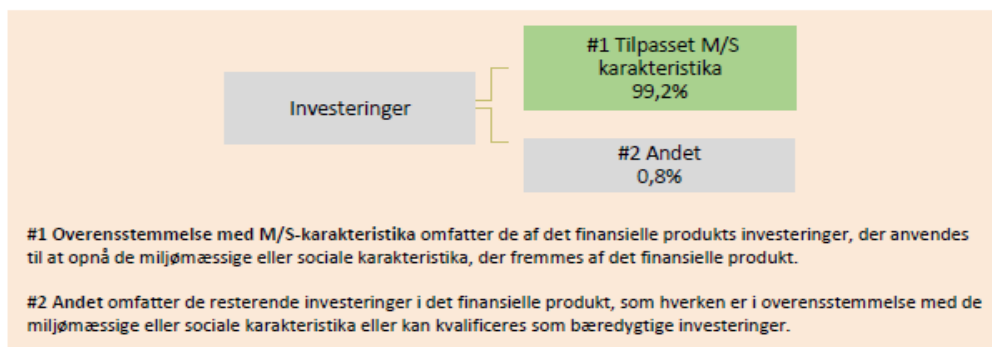 #1 Tilpasset M/S
karakteristika
99,2%
Investeringer
#2 Andet
0,8%
#1 Overensstemmelse med M/S-karakteristika omfatter de af det finansielle produkts investeringer, der anvendes
til at opnå de miljømæssige eller sociale karakteristika, der fremmes af det finansielle produkt.
#2 Andet omfatter de resterende investeringer i det finansielle produkt, som hverken er i overensstemmelse med de
miljømæssige eller sociale karakteristika eller kan kvalificeres som bæredygtige investeringer.